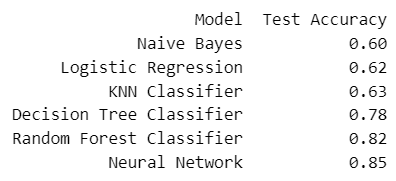 Model Test Accuracy
Naive Bayes 0.60
Logistic Regression 0.62
KNN Classifier 0.63
Decision Tree Classifier 0.78
Random Forest Classifier 0.82
Neural Network 0.85